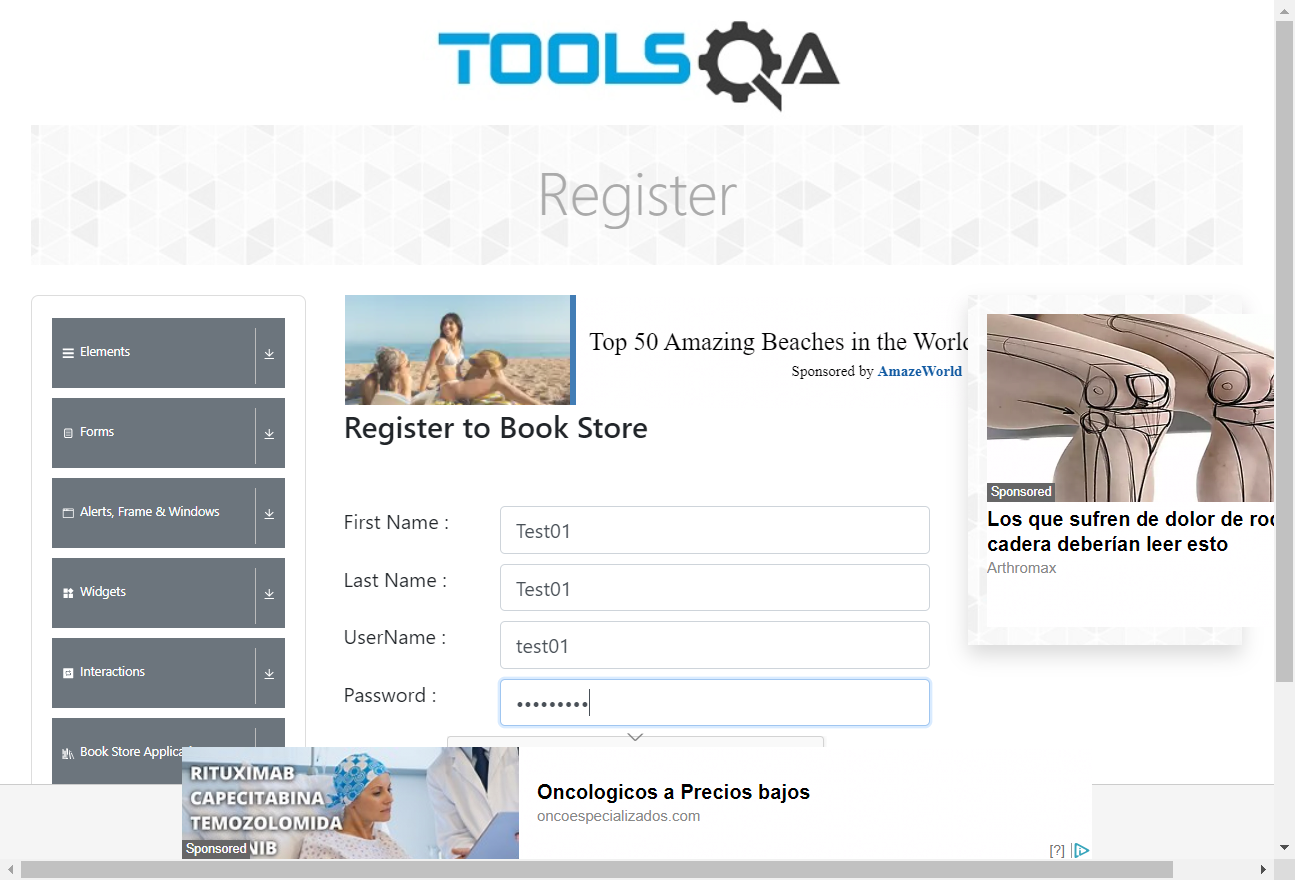 TOOLSQA
Register
Elements
Forms
Alerts, Frame & Windows
Widgets
Interactions
Book Store Applica
Top 50 Amazing Beaches in the World
Sponsored by AmazeWorld
Register to Book Store
First Name :
Test01
Last Name :
Test01
UserName :
test01
Password :
•••••••••
Sponsored
Los que sufren de dolor de rod
cadera deberían leer esto
Arthromax
RITUXIMAB
CAPECITABINA
TEMOZOLOMIDA
NIB
Sponsored
Oncologicos a Precios bajos
oncoespecializados.com
[?]